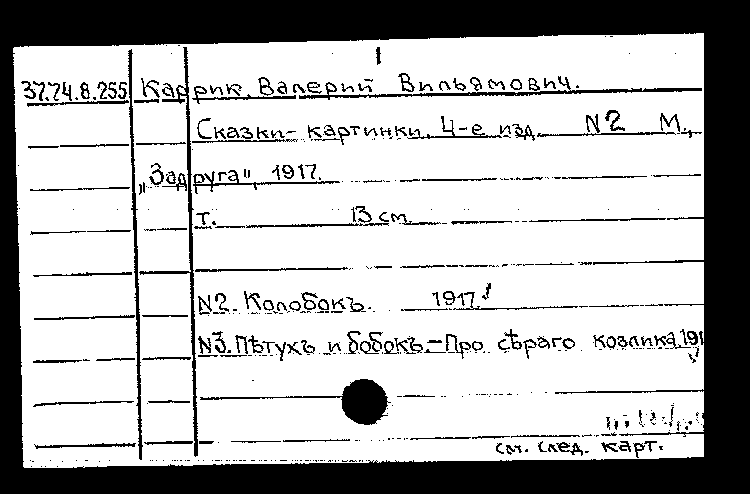 37.74.8.255 Каррик, Валерий Вильямович.
Сказки-картинки. 4-е изд. N2 М.,
„Задруга“, 1917.
т. 13 см.
N2. Колобокъ. 1917.
N3. Пѣтухъ и бобокъ.-Про сѣраго козлика.191
см. след. карт.